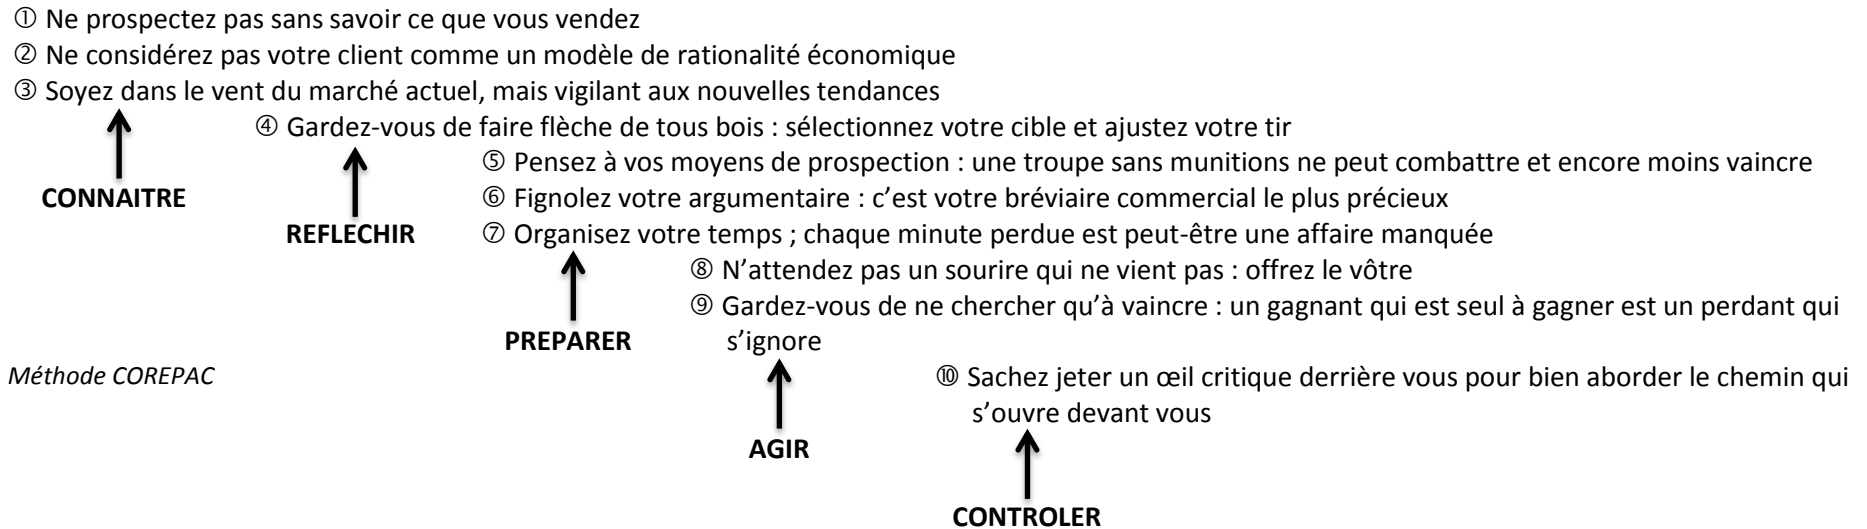 ① Ne prospectez pas sans savoir ce que vous vendez
② Ne considérez pas votre client comme un modèle de rationalité économique
③ Soyez dans le vent du marché actuel, mais vigilant aux nouvelles tendances
④ Gardez-vous de faire flèche de tous bois : sélectionnez votre cible et ajustez votre tir
⑤ Pensez à vos moyens de prospection : une troupe sans munitions ne peut combattre et encore moins vaincre
CONNAITRE
⑥ Fignolez votre argumentaire : c’est votre bréviaire commercial le plus précieux
REFLECHIR
⑦ Organisez votre temps ; chaque minute perdue est peut-être une affaire manquée
⑧ N’attendez pas un sourire qui ne vient pas : offrez le vôtre
⑨ Gardez-vous de ne chercher qu’à vaincre : un gagnant qui est seul à gagner est un perdant qui
s’ignore
PREPARER
Méthode COREPAC
⑩ Sachez jeter un œil critique derrière vous pour bien aborder le chemin qui
s’ouvre devant vous
AGIR
CONTROLER